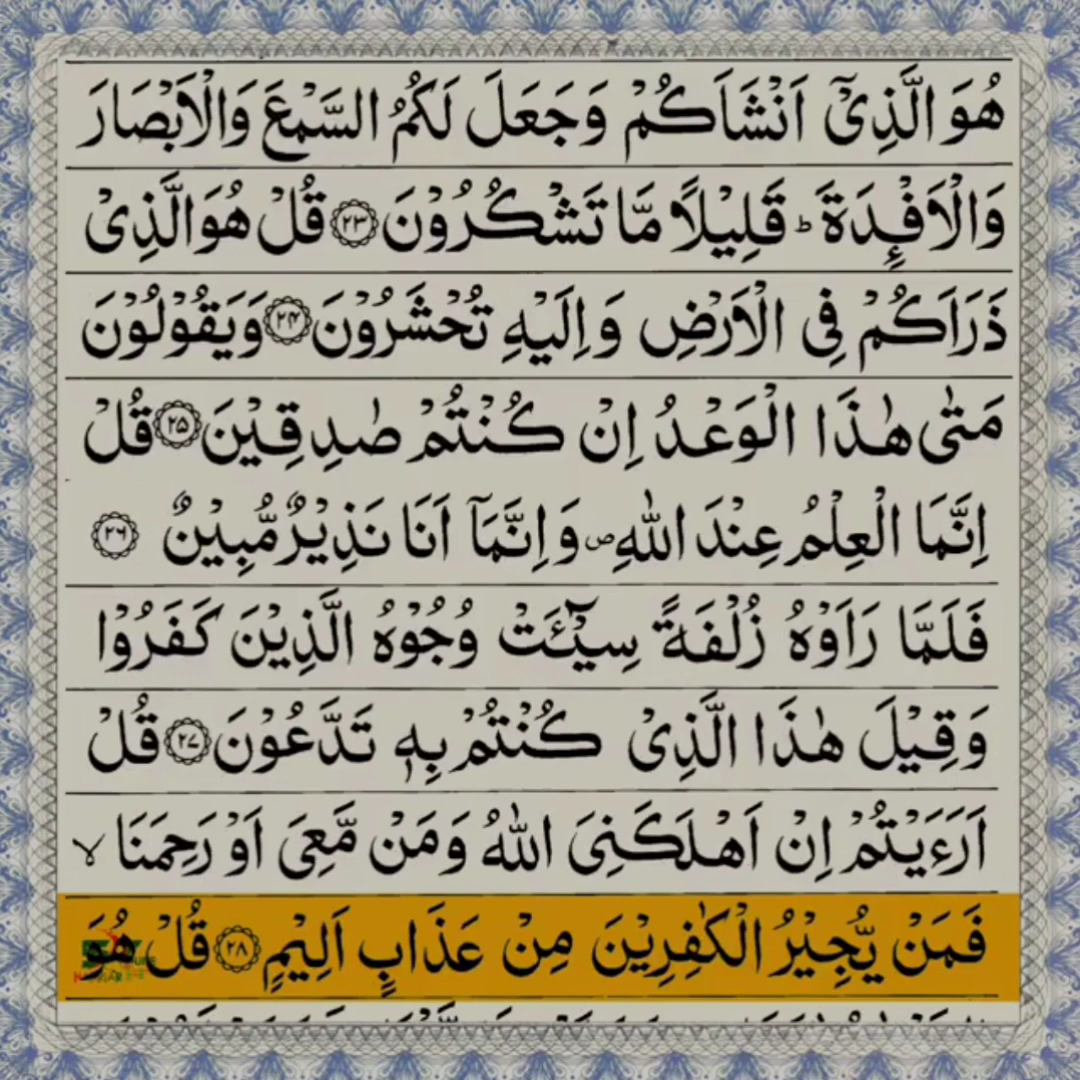 هُوَ الَّذِیْۤ اَنْشَاَكُمْ وَجَعَلَ لَكُمُ السَّمْعَ وَالْاَبْصَارَ
وَالْاَفْـِٕدَةَ ؕ قَلِیْلًا مَّا تَشْكُرُوْنَ ۲۳ قُلْ هُوَالَّذِیْ
ذَرَاَكُمْ فِی الْاَرْضِ وَاِلَیْهِ تُحْشَرُوْنَ ۲۴ وَیَقُوْلُوْنَ
مَتٰی هٰذَا الْوَعْدُ اِنْ كُنْتُمْ صٰدِقِیْنَ ۲۵ قُلْ
اِنَّمَا الْعِلْمُ عِنْدَ اللّٰهِ ص وَاِنَّمَاۤ اَنَا نَذِیْرٌ مُّبِیْنٌ ۲۶
فَلَمَّا رَاَوْهُ زُلْفَةً سِیْٓـَٔتْ وُجُوْهُ الَّذِیْنَ كَفَرُوْا
وَقِیْلَ هٰذَا الَّذِیْ كُنْتُمْ بِهٖ تَدَّعُوْنَ ۲۷ قُلْ
اَرَءَیْتُمْ اِنْ اَهْلَكَنِیَ اللّٰهُ وَمَنْ مَّعِیَ اَوْ رَحِمَنَا ۙ
فَمَنْ یُّجِیْرُ الْكٰفِرِیْنَ مِنْ عَذَابٍ اَلِیْمٍ ۲۸ قُلْ هُوَ